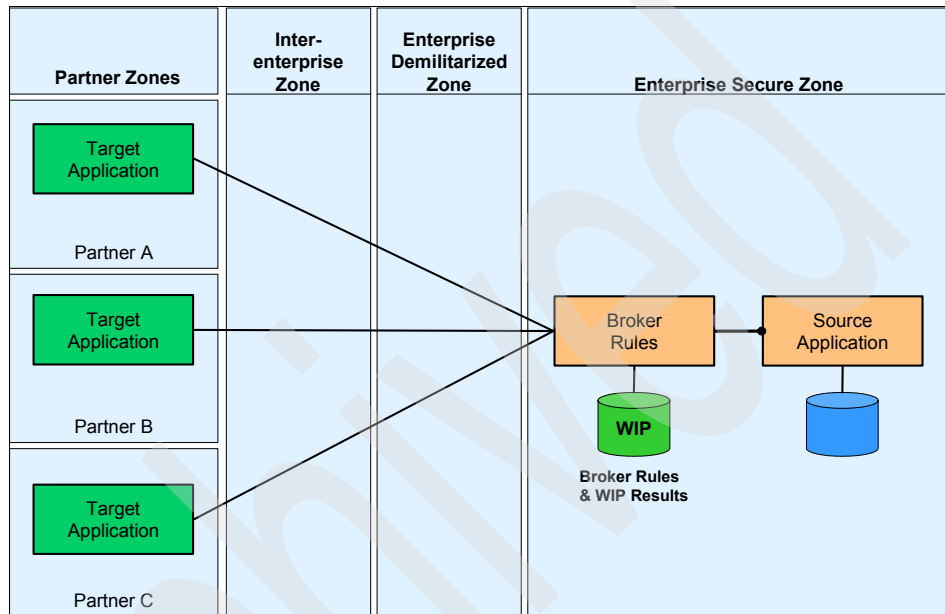 Partner Zones
Inter-
enterprise
Zone
Enterprise
Demilitarized
Zone
Enterprise Secure Zone
Target
Application
Partner A
Target
Application
Partner B
Target
Application
Partner C
Broker
Rules
Source
Application
WIP
Broker Rules
& WIP Results